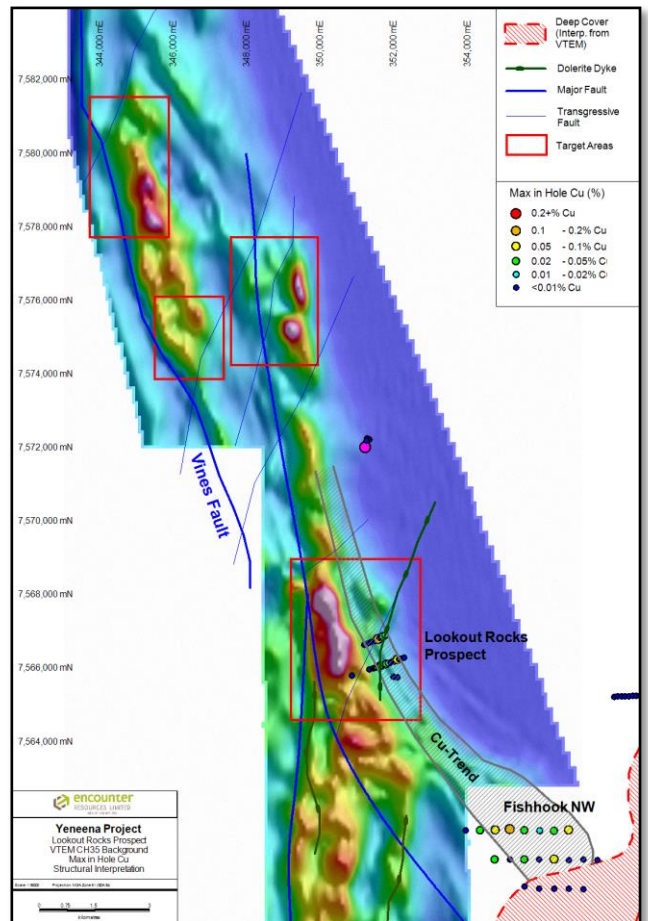 344,000 mE
346,000 mE
348,000 mE
350,000 mE
352,000 mE
354,000 mE
7,582,000 mN
7,580,000 mN
7,578,000 mN
7,576,000 mN
7,574,000 mN
7,572,000 mN
7,570,000 mN
7,568,000 mN
7,566,000 mN
7,564,000 mN
Deep Cover
(Interp. from
VTEM)
Dolerite Dyke
Major Fault
Transgressive
Fault
Target Areas
Max in Hole Cu (%)
0.2+% Cu
0.1 - 0.2% Cu
0.05 - 0.1% Cu
0.02 - 0.05% C
0.01 - 0.02% C
<0.01% Cu
Vines Fault
Lookout Rocks
Prospect
Cu-Trend
Fishhook NW
encounter
RESOURCES LIMITED
Yeneena Project
Lookout Rocks Prospect
VTEM CH35 Background
Max in Hole Cu
Structural Interpretation
0 0.75 1.5 3
kilometres